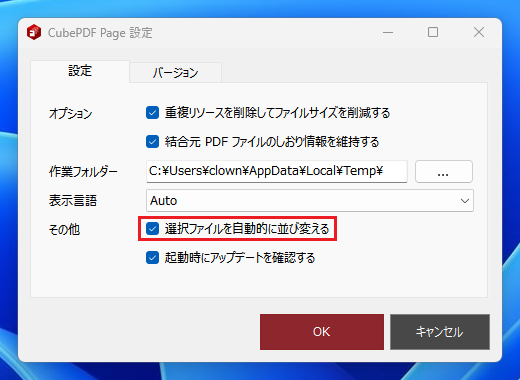 CubePDF Page 設定
設定 バージョン
オプション
重複リソースを削除してファイルサイズを削減する
結合元 PDF ファイルのしおり情報を維持する
作業フォルダー C:¥Users¥clown¥AppData¥Local¥Temp¥ ...
表示言語 Auto
その他 選択ファイルを自動的に並び変える
起動時にアップデートを確認する
OK キャンセル